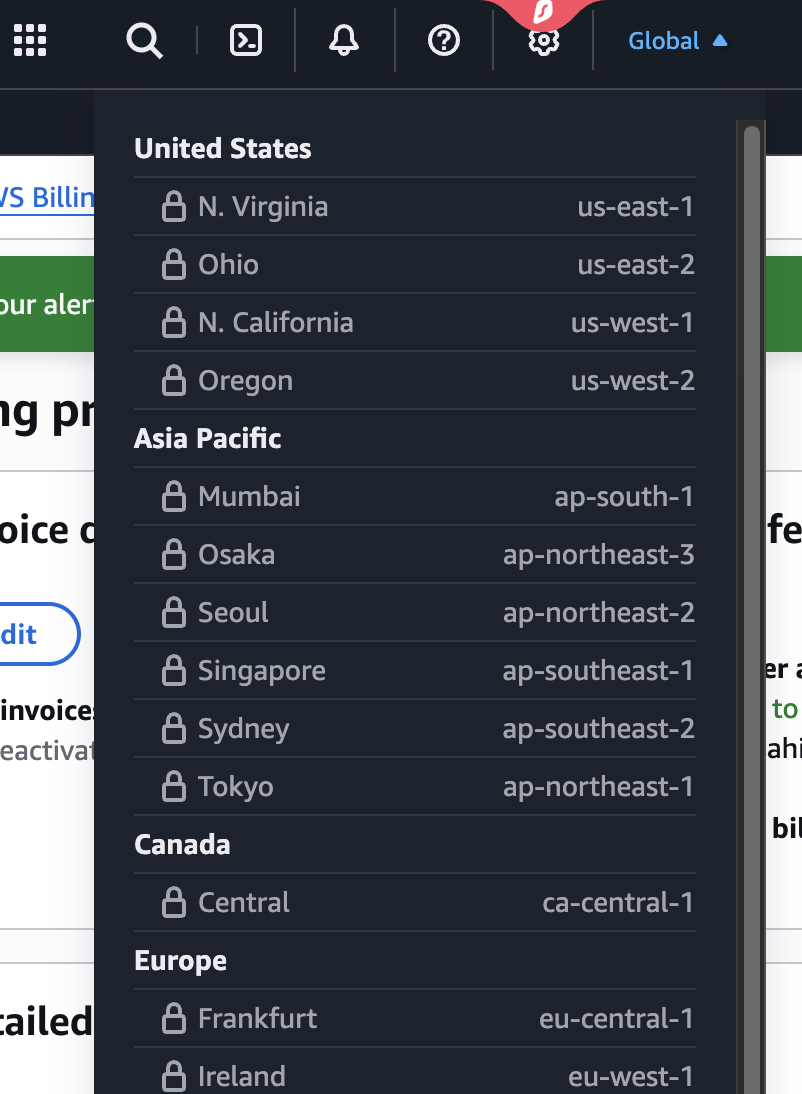 Global
United States
N. Virginia us-east-1
Ohio us-east-2
N. California us-west-1
Oregon us-west-2
Asia Pacific
Mumbai ap-south-1
Osaka ap-northeast-3
Seoul ap-northeast-2
Singapore ap-southeast-1
Sydney ap-southeast-2
Tokyo ap-northeast-1
Canada
Central ca-central-1
Europe
Frankfurt eu-central-1
Ireland eu-west-1
WS Billin
our aler
ng pr
oice d
dit
invoices
eactivat
tailed
fe
er a
to
ahi
bil